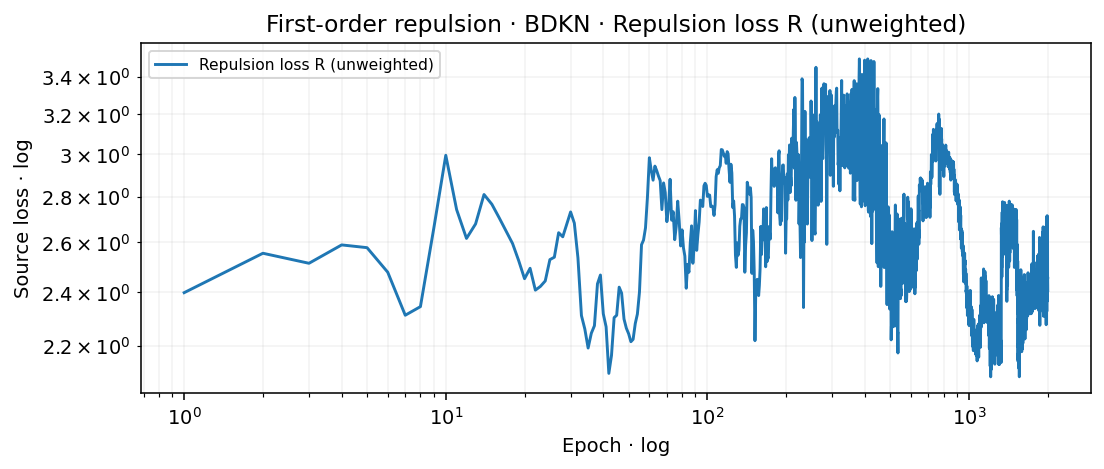 First-order repulsion · BDKN · Repulsion loss R (unweighted)
Repulsion loss R (unweighted)
Source loss · log
3.4 × 10⁰
3.2 × 10⁰
3 × 10⁰
2.8 × 10⁰
2.6 × 10⁰
2.4 × 10⁰
2.2 × 10⁰
10⁰ 10¹ 10² 10³
Epoch · log